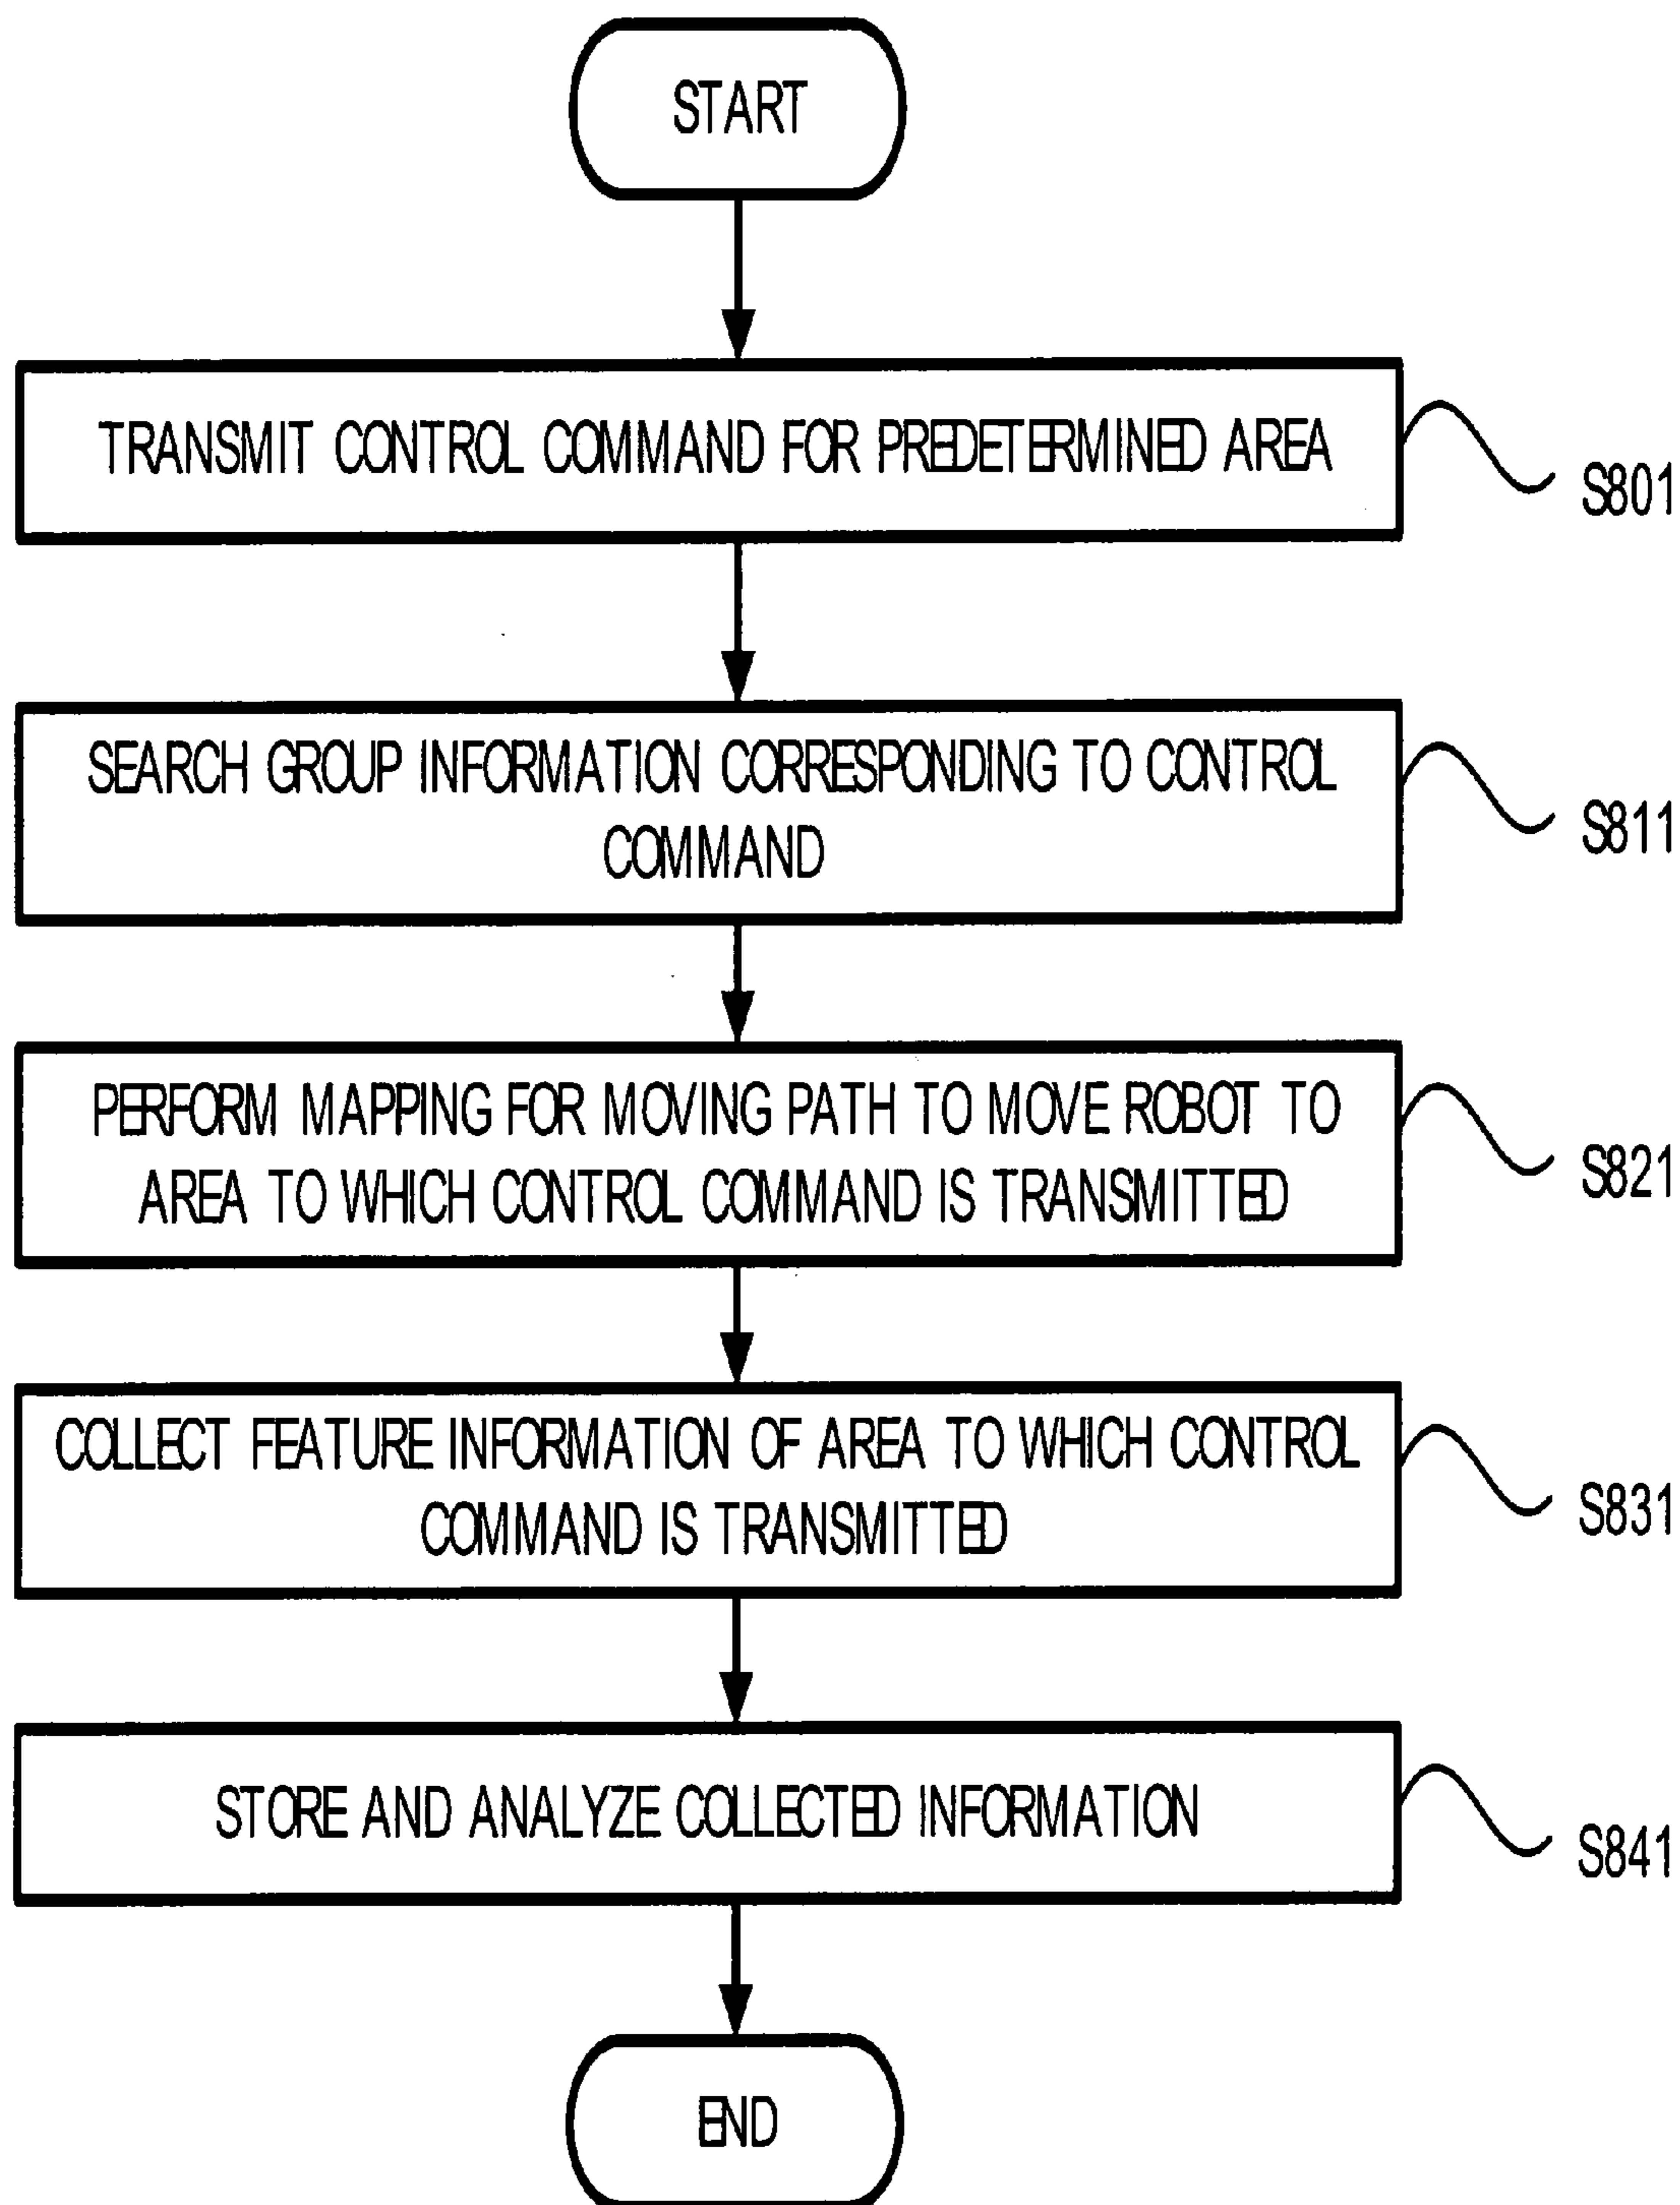 START
TRANSMIT CONTROL COMMAND FOR PREDETERMINED AREA
S801
SEARCH GROUP INFORMATION CORRESPONDING TO CONTROL
COMMAND
S811
PERFORM MAPPING FOR MOVING PATH TO MOVE ROBOT TO
AREA TO WHICH CONTROL COMMAND IS TRANSMITTED
S821
COLLECT FEATURE INFORMATION OF AREA TO WHICH CONTROL
COMMAND IS TRANSMITTED
S831
STORE AND ANALYZE COLLECTED INFORMATION
S841
END